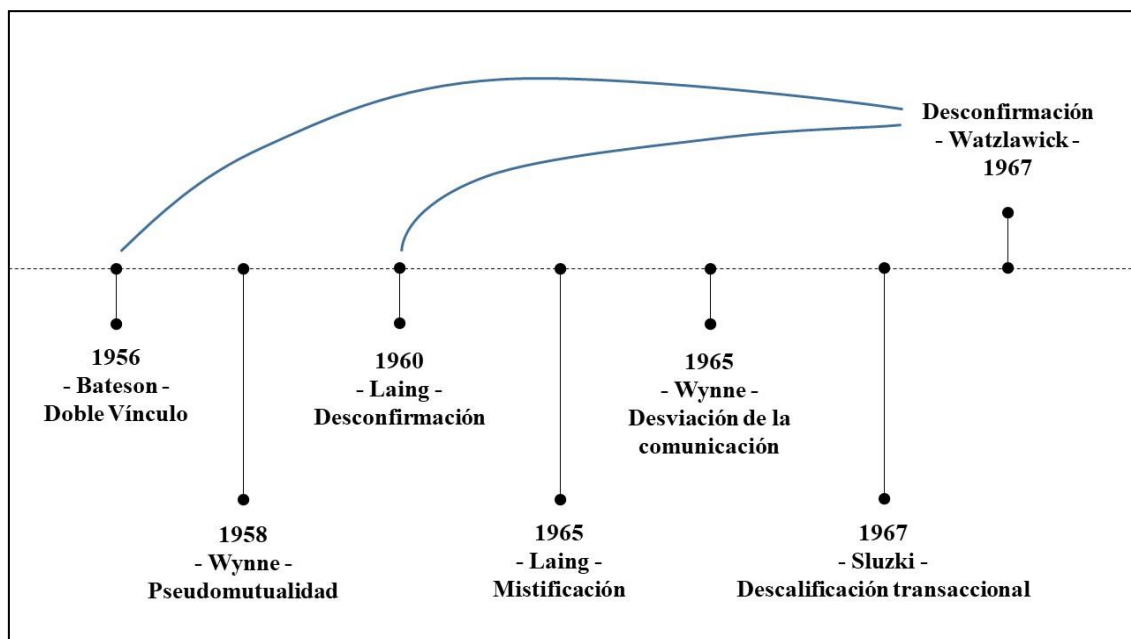 Desconfirmación
- Watzlawick -
1967
1956
- Bateson -
Doble Vínculo
1960
- Laing -
Desconfirmación
1965
- Wynne -
Desviación de la
comunicación
1958
- Wynne -
Pseudomutualidad
1965
- Laing -
Mistificación
1967
- Sluzki -
Descalificación transaccional